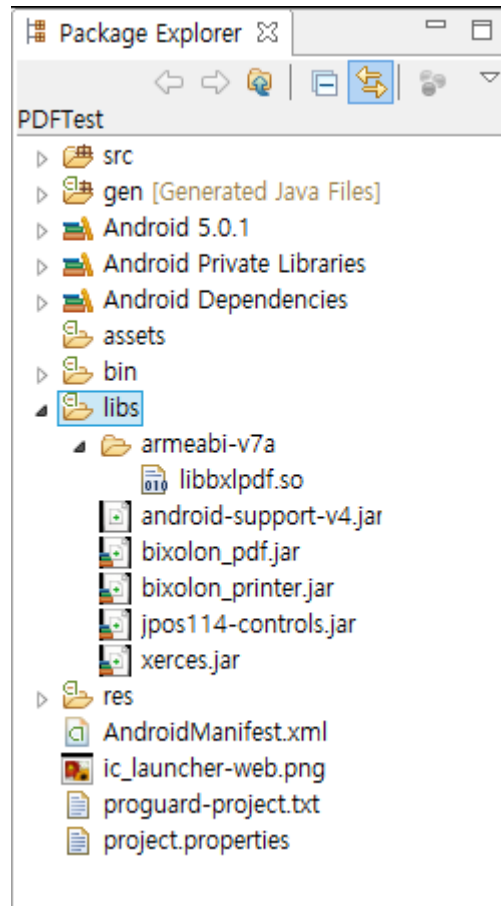 Package Explorer
PDFTest
src
gen [Generated Java Files]
Android 5.0.1
Android Private Libraries
Android Dependencies
assets
bin
libs
armeabi-v7a
libbxlpdf.so
android-support-v4.jar
bixolon_pdf.jar
bixolon_printer.jar
jpos114-controls.jar
xerces.jar
res
AndroidManifest.xml
ic_launcher-web.png
proguard-project.txt
project.properties